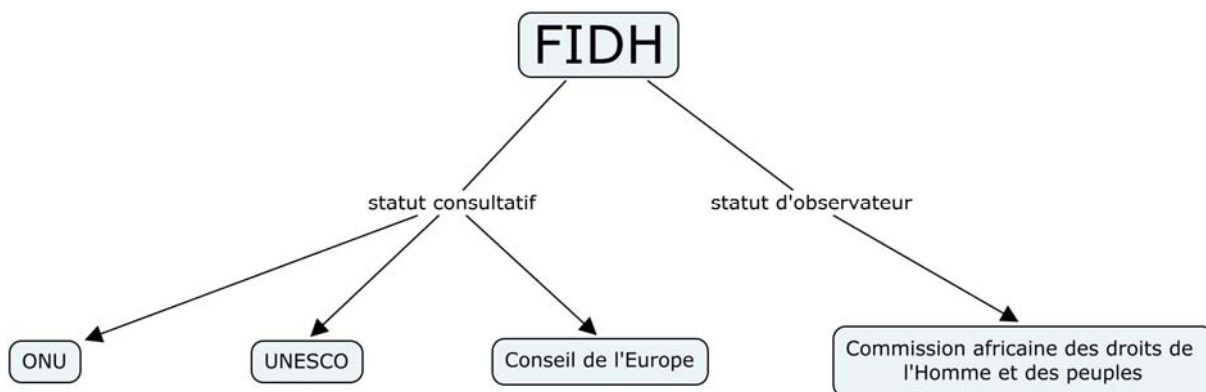 FIDH
statut consultatif
statut d'observateur
ONU
UNESCO
Conseil de l'Europe
Commission africaine des droits de
l'Homme et des peuples